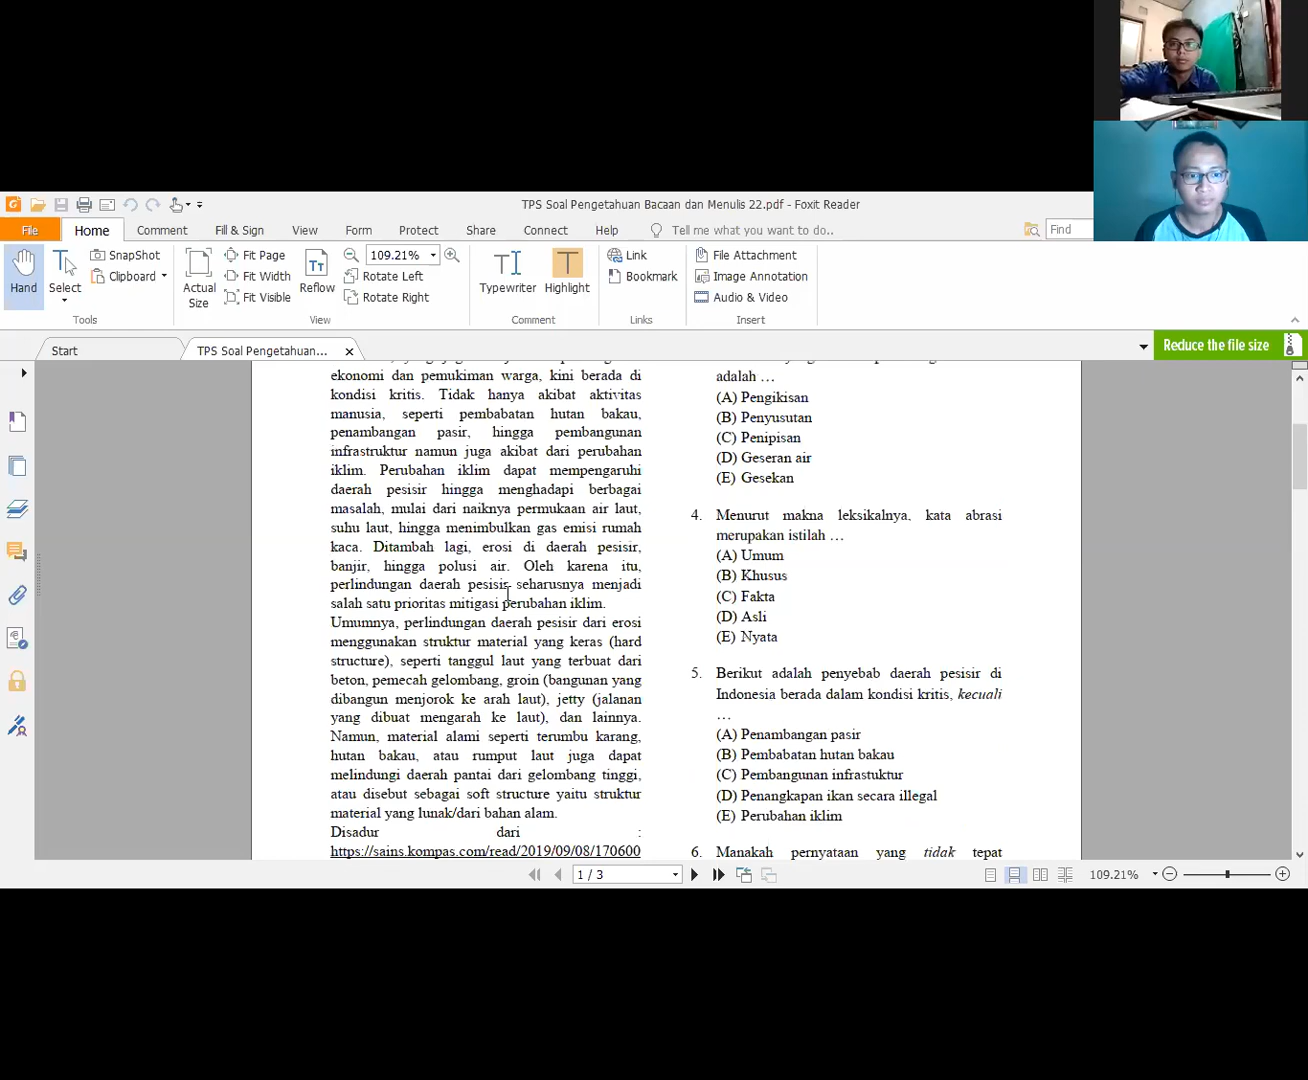 TPS Soal Pengetahuan Bacaan dan Menulis 22.pdf - Foxit Reader
File
Home
Comment
Fill & Sign
View
Form
Protect
Share
Connect
Help
Tell me what you want to do..
Find
Hand
Select
SnapShot
Clipboard
Actual
Size
Fit Page
Fit Width
Fit Visible
Reflow
109.21%
Rotate Left
Rotate Right
Typewriter
Highlight
Link
Bookmark
File Attachment
Image Annotation
Audio & Video
Tools
View
Comment
Links
Insert
Start
TPS Soal Pengetahuan...
Reduce the file size
ekonomi dan pemukiman warga, kini berada di
kondisi kritis. Tidak hanya akibat aktivitas
manusia, seperti pembabatan hutan bakau,
penambangan pasir, hingga pembangunan
infrastruktur namun juga akibat dari perubahan
iklim. Perubahan iklim dapat mempengaruhi
daerah pesisir hingga menghadapi berbagai
masalah, mulai dari naiknya permukaan air laut,
suhu laut, hingga menimbulkan gas emisi rumah
kaca. Ditambah lagi, erosi di daerah pesisir,
banjir, hingga polusi air. Oleh karena itu,
perlindungan daerah pesisir seharusnya menjadi
salah satu prioritas mitigasi perubahan iklim.
Umumnya, perlindungan daerah pesisir dari erosi
menggunakan struktur material yang keras (hard
structure), seperti tanggul laut yang terbuat dari
beton, pemecah gelombang, groin (bangunan yang
dibangun menjorok ke arah laut), jetty (jalanan
yang dibuat mengarah ke laut), dan lainnya.
Namun, material alami seperti terumbu karang,
hutan bakau, atau rumput laut juga dapat
melindungi daerah pantai dari gelombang tinggi,
atau disebut sebagai soft structure yaitu struktur
material yang lunak/dari bahan alam.
Disadur dari :
https://sains.kompas.com/read/2019/09/08/170600
adalah …
(A) Pengikisan
(B) Penyusutan
(C) Penipisan
(D) Geseran air
(E) Gesekan
4. Menurut makna leksikalnya, kata abrasi
merupakan istilah …
(A) Umum
(B) Khusus
(C) Fakta
(D) Asli
(E) Nyata
5. Berikut adalah penyebab daerah pesisir di
Indonesia berada dalam kondisi kritis, kecuali
…
(A) Penambangan pasir
(B) Pembabatan hutan bakau
(C) Pembangunan infrastuktur
(D) Penangkapan ikan secara illegal
(E) Perubahan iklim
6. Manakah pernyataan yang tidak tepat
1 / 3
109.21%